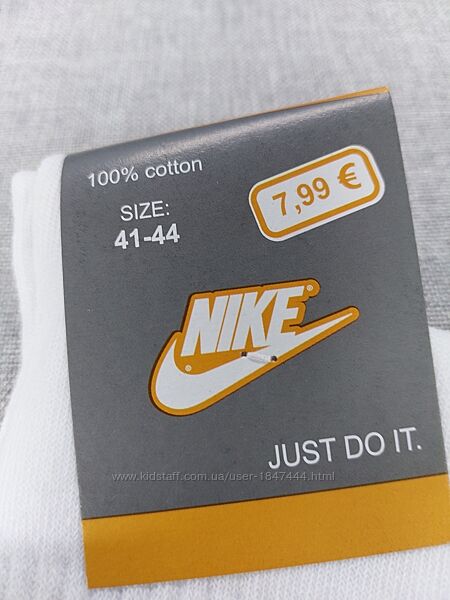 100% cotton
7,99 €
SIZE:
41-44
NIKE®
®
JUST DO IT.
www.kidstaff.com.ua/user-1847444.html